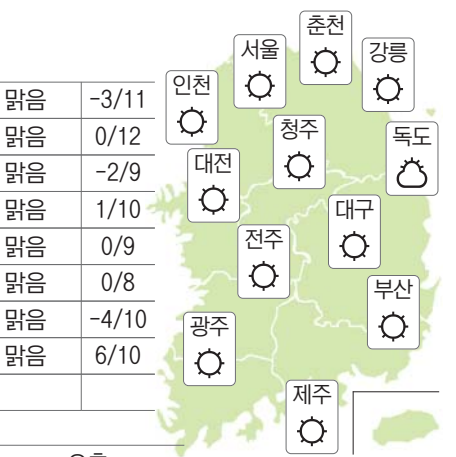 맑음 -3/11
맑음 0/12
맑음 -2/9
맑음 1/10
맑음 0/9
맑음 0/8
맑음 -4/10
맑음 6/10
춘천
서울
강릉
인천
청주
독도
대전
대구
전주
부산
광주
제주